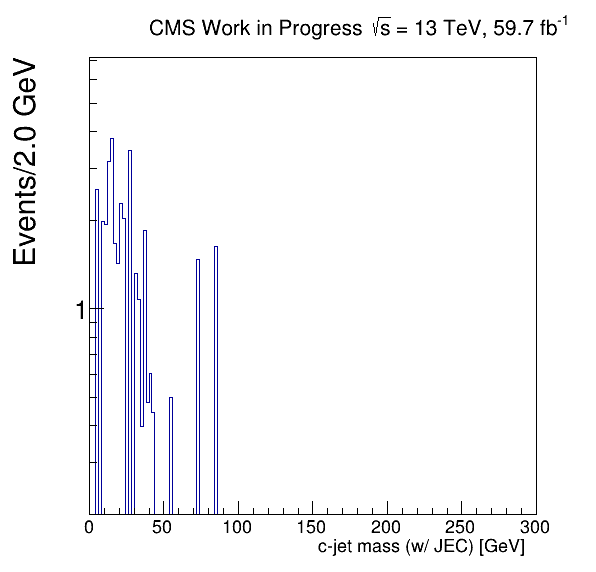 CMS Work in Progress √s = 13 TeV, 59.7 fb⁻¹
Events/2.0 GeV
1
0 50 100 150 200 250 300
c-jet mass (w/ JEC) [GeV]